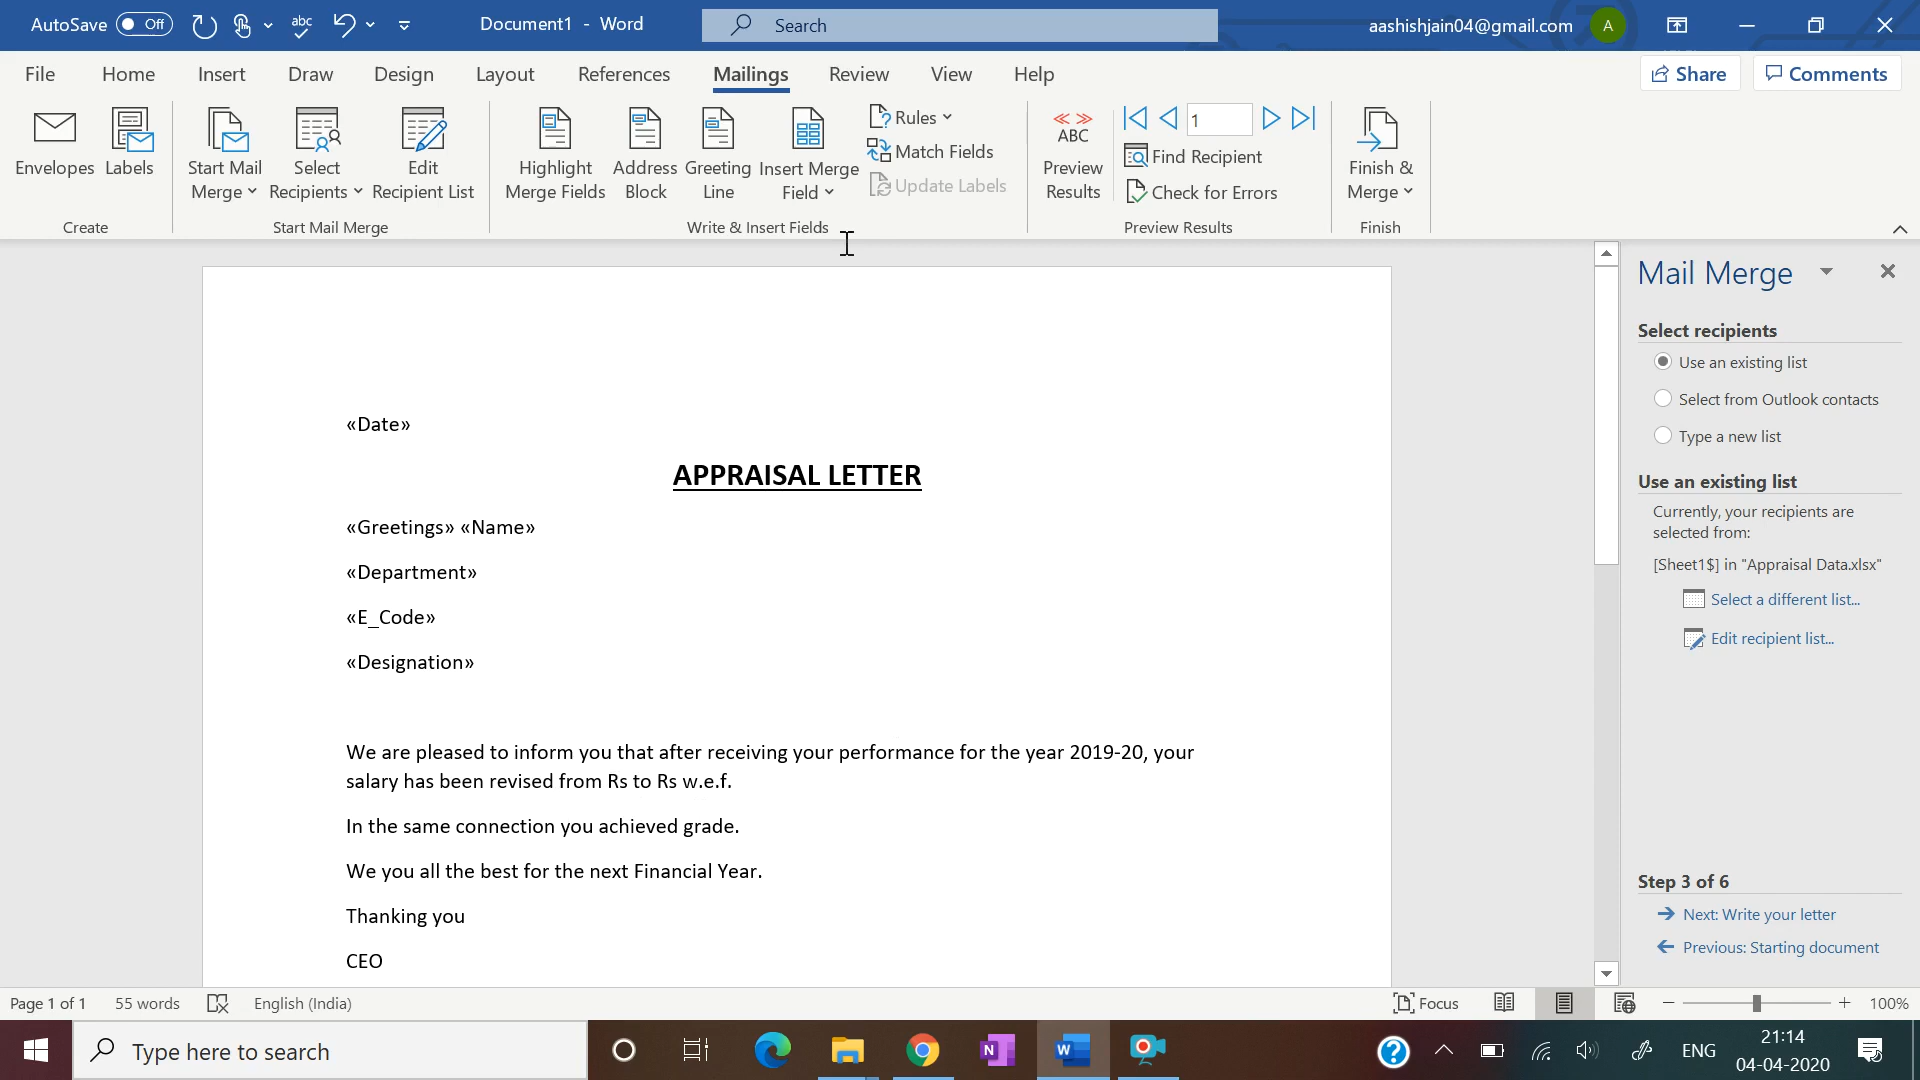 AutoSave Off abc Document1 - Word Search aashishjain04@gmail.com A
File Home Insert Draw Design Layout References Mailings Review View Help Share Comments
Envelopes
Labels
Create
Start Mail
Merge
Select
Recipients
Edit
Recipient List
Start Mail Merge
Highlight
Merge Fields
Address
Block
Greeting
Line
Insert Merge
Field
Rules
Match Fields
Update Labels
Write & Insert Fields
ABC
Preview
Results
1
Find Recipient
Check for Errors
Preview Results
Finish &
Merge
Finish
«Date»
APPRAISAL LETTER
«Greetings» «Name»
«Department»
«E_Code»
«Designation»
We are pleased to inform you that after receiving your performance for the year 2019-20, your
salary has been revised from Rs to Rs w.e.f.
In the same connection you achieved grade.
We you all the best for the next Financial Year.
Thanking you
CEO
Mail Merge
Select recipients
Use an existing list
Select from Outlook contacts
Type a new list
Use an existing list
Currently, your recipients are
selected from:
[Sheet1$] in "Appraisal Data.xlsx"
Select a different list...
Edit recipient list...
Step 3 of 6
Next: Write your letter
Previous: Starting document
Page 1 of 1 55 words English (India) Focus 100%
Type here to search
N
W
?
ENG
21:14
04-04-2020